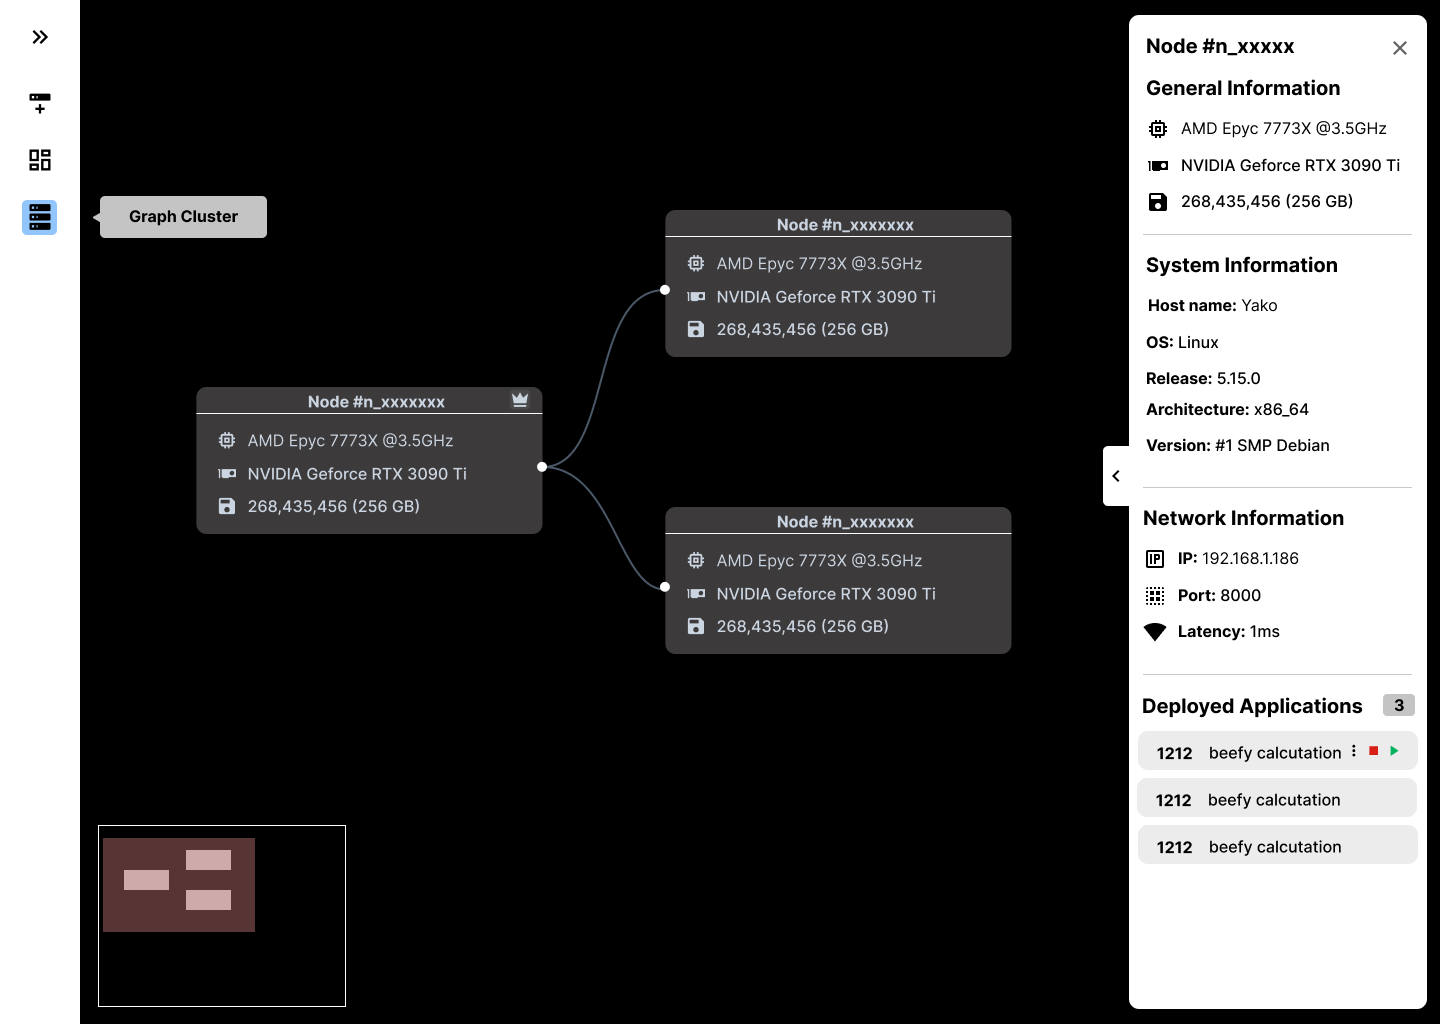 Graph Cluster
Node #n_xxxxxxx
AMD Epyc 7773X @3.5GHz
NVIDIA Geforce RTX 3090 Ti
268,435,456 (256 GB)
Node #n_xxxxxxx
AMD Epyc 7773X @3.5GHz
NVIDIA Geforce RTX 3090 Ti
268,435,456 (256 GB)
Node #n_xxxxxxx
AMD Epyc 7773X @3.5GHz
NVIDIA Geforce RTX 3090 Ti
268,435,456 (256 GB)
Node #n_xxxxx
General Information
AMD Epyc 7773X @3.5GHz
NVIDIA Geforce RTX 3090 Ti
268,435,456 (256 GB)
System Information
Host name: Yako
OS: Linux
Release: 5.15.0
Architecture: x86_64
Version: #1 SMP Debian
Network Information
IP IP: 192.168.1.186
Port: 8000
Latency: 1ms
Deployed Applications 3
1212 beefy calcutation
1212 beefy calcutation
1212 beefy calcutation